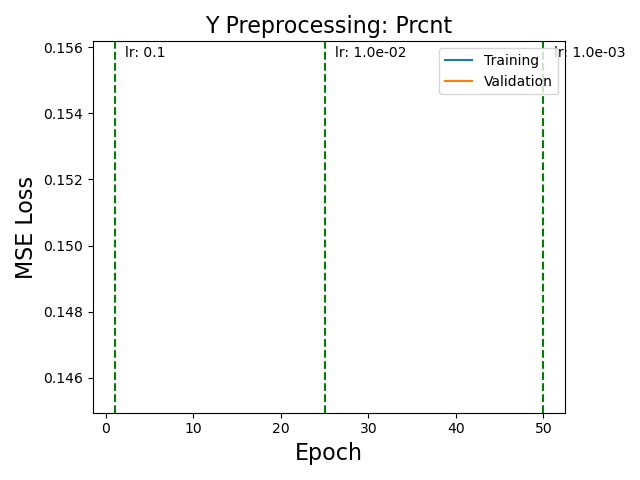 Y Preprocessing: Prcnt
lr: 0.1
lr: 1.0e-02
lr: 1.0e-03
Training
Validation
MSE Loss
0.156
0.154
0.152
0.150
0.148
0.146
0
10
20
30
40
50
Epoch